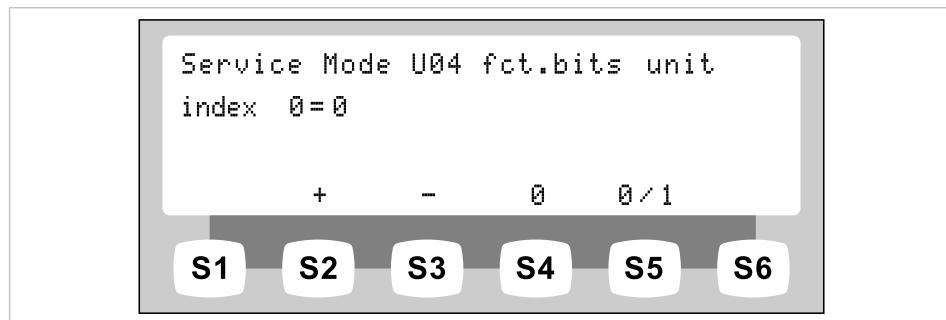 Service Mode U04 fct.bits unit
index 0=0
+ - 0 0/1
S1 S2 S3 S4 S5 S6